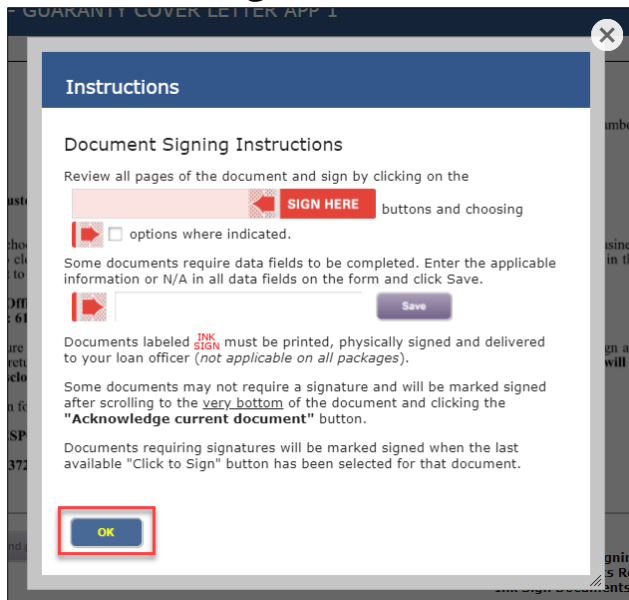 - GUARANTY COVER LETTER APP 1
Instructions
Document Signing Instructions
Review all pages of the document and sign by clicking on the
SIGN HERE buttons and choosing
options where indicated.
Some documents require data fields to be completed. Enter the applicable
information or N/A in all data fields on the form and click Save.
Save
Documents labeled INK SIGN must be printed, physically signed and delivered
to your loan officer (not applicable on all packages).
Some documents may not require a signature and will be marked signed
after scrolling to the very bottom of the document and clicking the
"Acknowledge current document" button.
Documents requiring signatures will be marked signed when the last
available "Click to Sign" button has been selected for that document.
OK